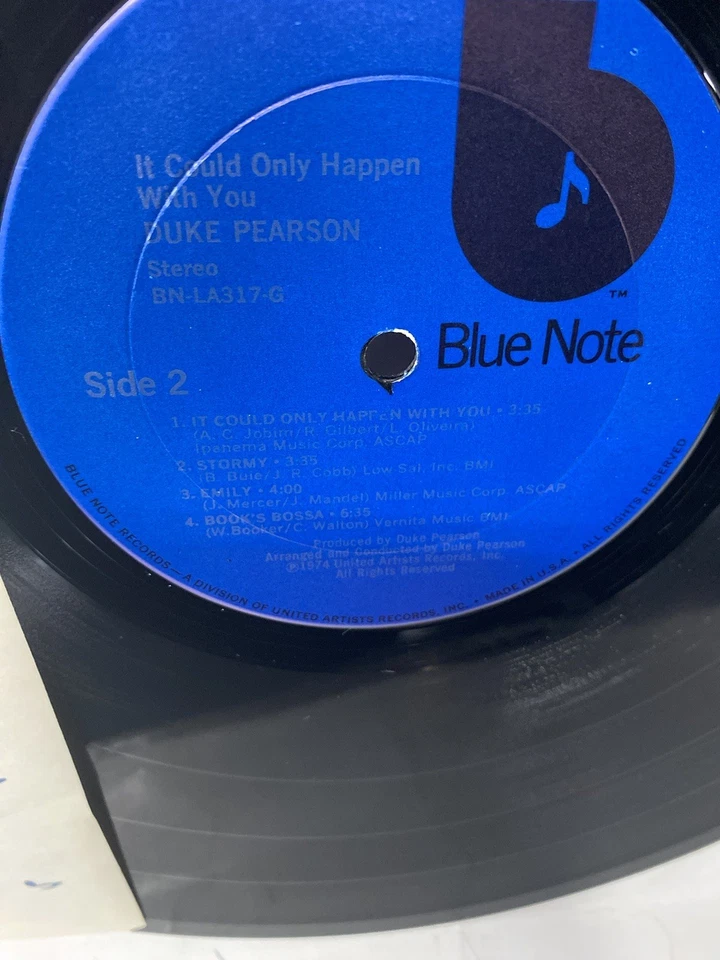 It Could Only Happen
With You
DUKE PEARSON
Stereo
BN-LA317-G
TM
Blue Note
Side 2
1. IT COULD ONLY HAPPEN WITH YOU • 3:35
(A. C. Jobim/R. Gilbert/L. Oliveira)
Ipanema Music Corp. ASCAP
2. STORMY • 3:35
(B. Buie/J. R. Cobb) Low Sal, Inc. BMI
3. EMILY • 4:00
(J. Mercer/J. Mandel) Miller Music Corp. ASCAP
4. BOOK'S BOSSA • 6:35
(W. Booker/C. Walton) Vernita Music BMI
Produced by Duke Pearson
Arranged and Conducted by Duke Pearson
℗1974 United Artists Records, Inc.
All Rights Reserved
BLUE NOTE RECORDS—A DIVISION OF UNITED ARTISTS RECORDS, INC. • MADE IN U.S.A. • ALL RIGHTS RESERVED